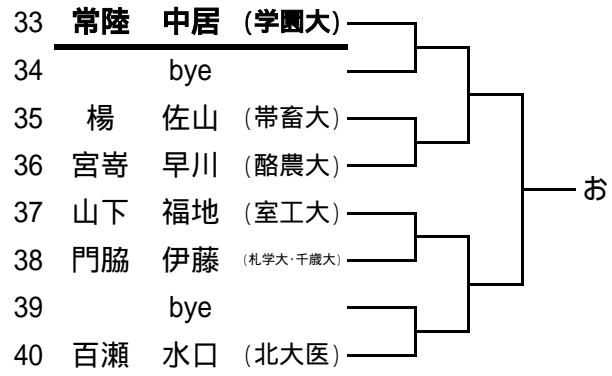 33 常陸 中居 (学園大)
34 bye
35 楊 佐山 (帯畜大)
36 宮嵜 早川 (酪農大)
37 山下 福地 (室工大)
38 門脇 伊藤 (札学大・千歳大)
39 bye
40 百瀬 水口 (北大医)
お